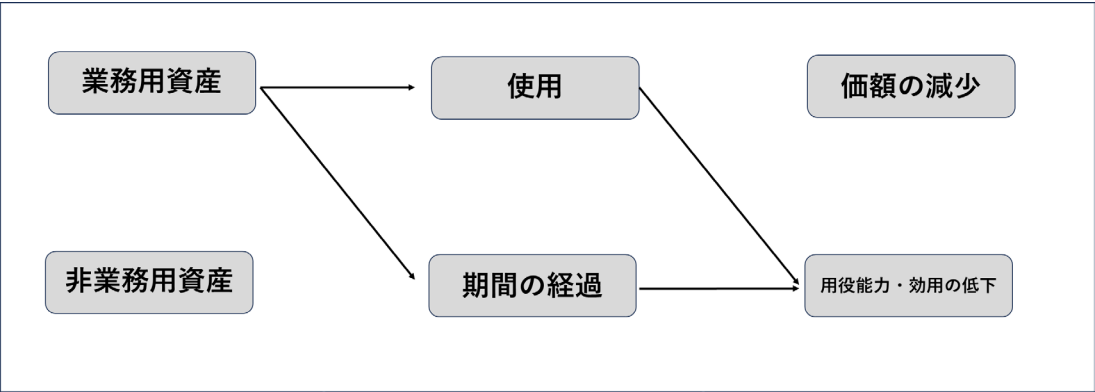 業務用資産
使用
価額の減少
非業務用資産
期間の経過
用役能力・効用の低下